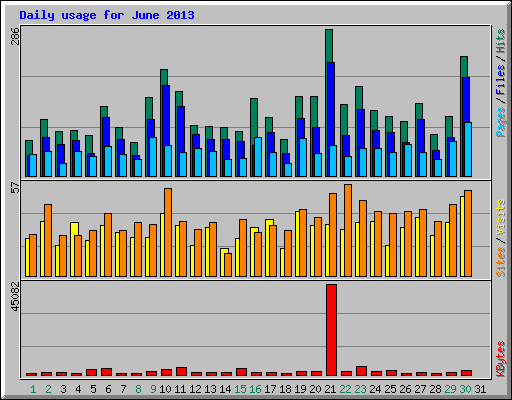 Daily usage for June 2013
286
Pages / Files / Hits
57
Sites / Visits
45082
KBytes
1 2 3 4 5 6 7 8 9 10 11 12 13 14 15 16 17 18 19 20 21 22 23 24 25 26 27 28 29 30 31